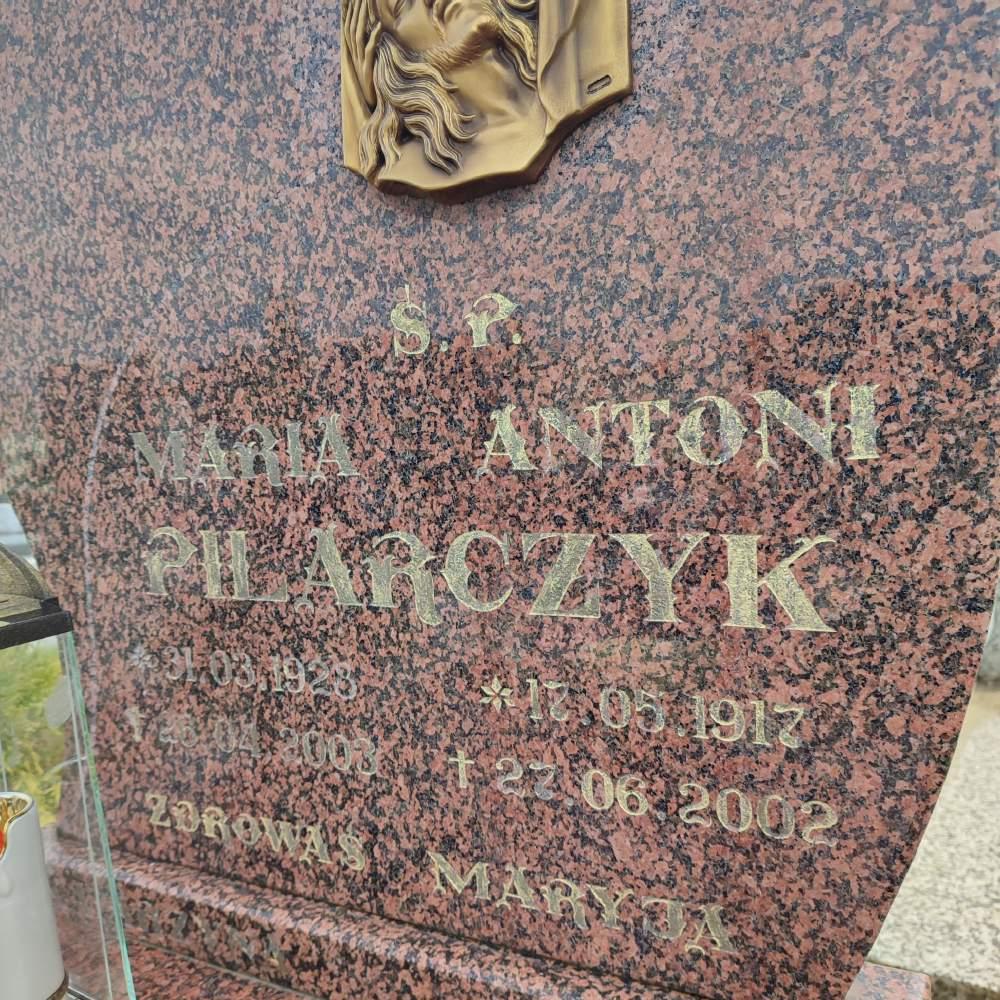 Ś.P.
MARIA ANTONI
PILARCZYK
* 31.03.1928 * 17.05.1917
† 26.04 2003 † 27.06.2002
ZDROWAŚ MARYJA